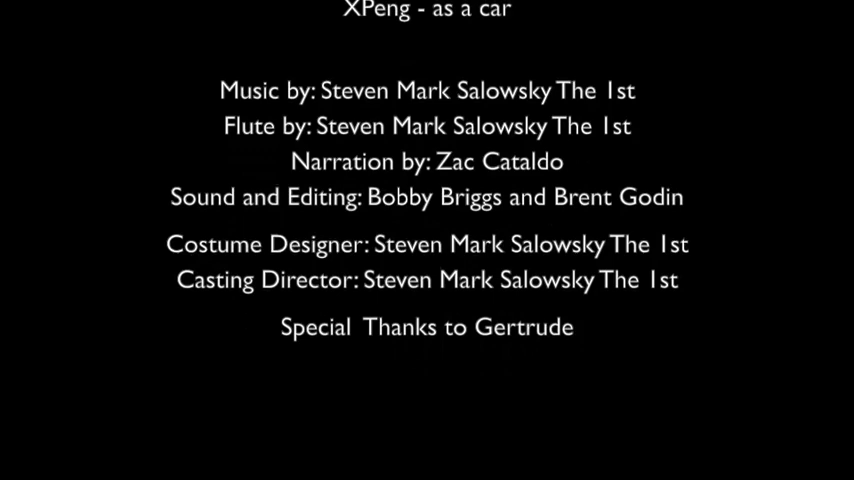 XPeng - as a car
Music by: Steven Mark Salowsky The 1st
Flute by: Steven Mark Salowsky The 1st
Narration by: Zac Cataldo
Sound and Editing: Bobby Briggs and Brent Godin
Costume Designer: Steven Mark Salowsky The 1st
Casting Director: Steven Mark Salowsky The 1st
Special Thanks to Gertrude